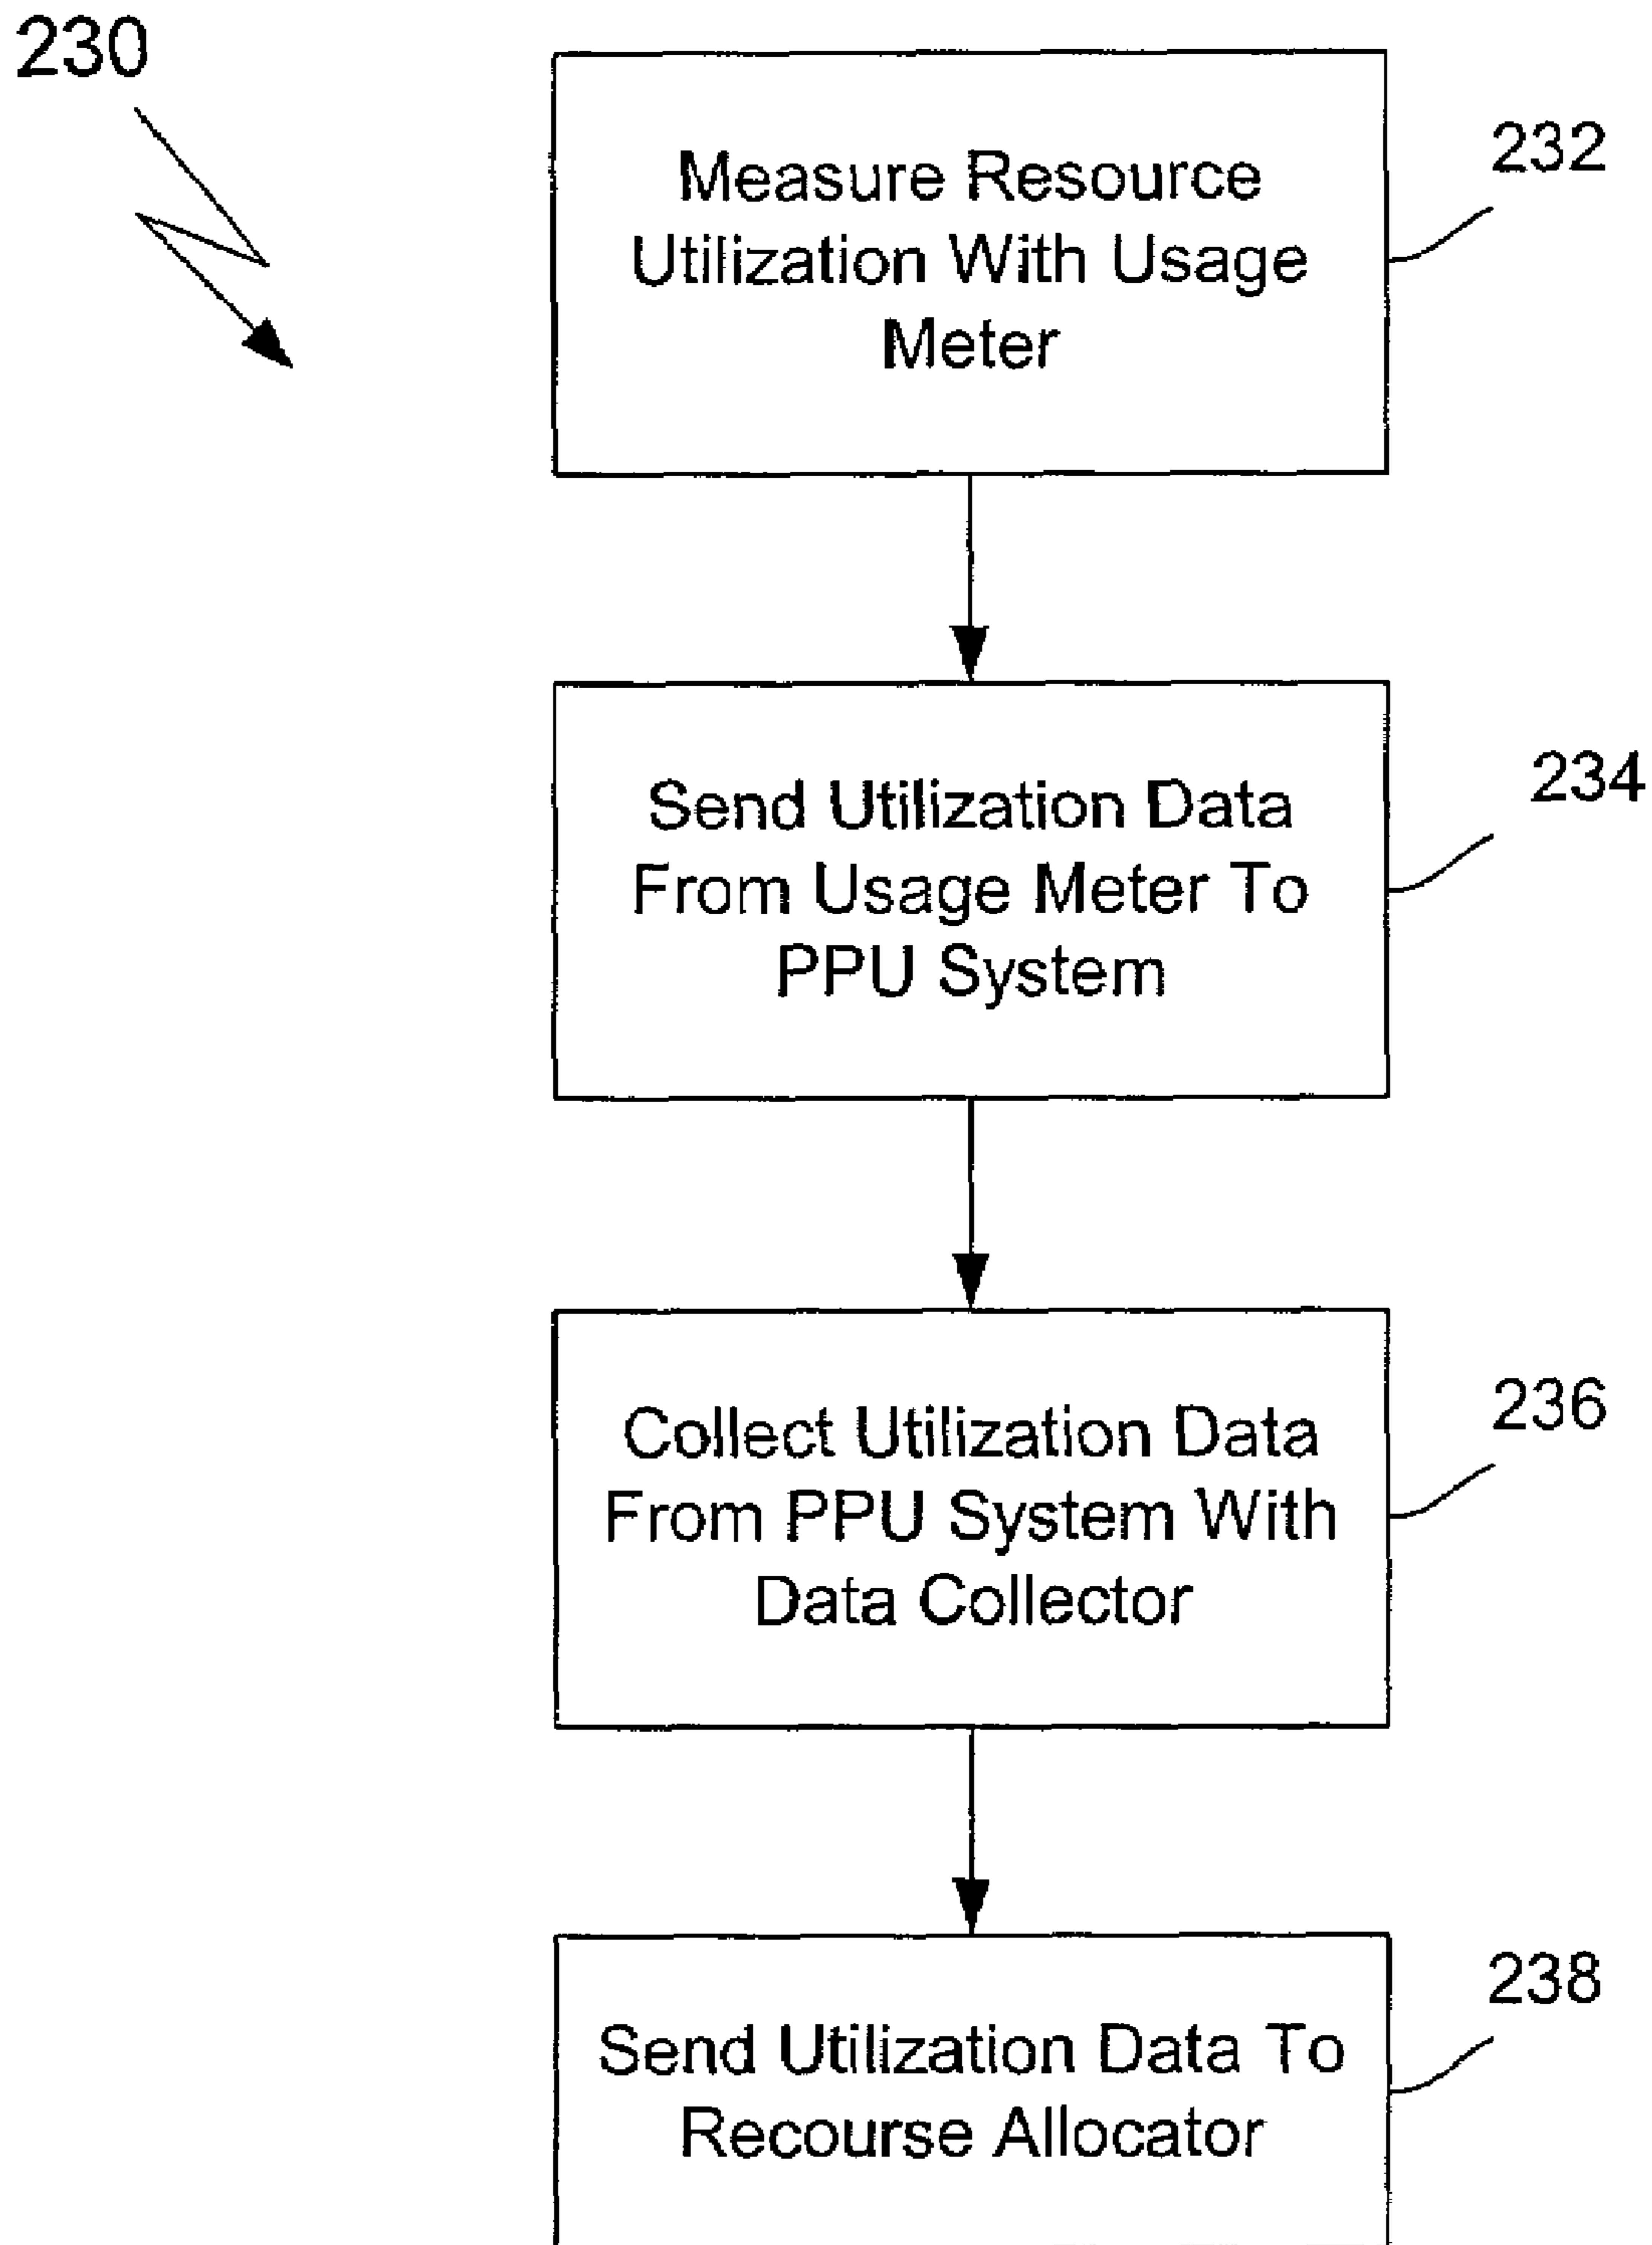 230
Measure Resource
Utilization With Usage
Meter
232
Send Utilization Data
From Usage Meter To
PPU System
234
Collect Utilization Data
From PPU System With
Data Collector
236
Send Utilization Data To
Recourse Allocator
238